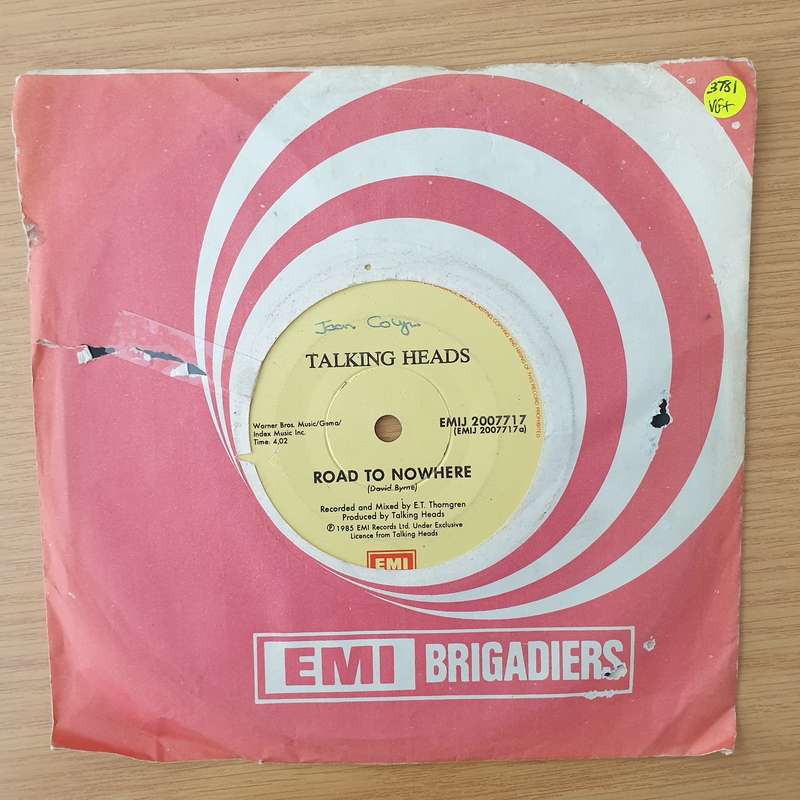 3781
VG+
TALKING HEADS
Warner Bros. Music/Gema/
Index Music Inc.
Time: 4,02
EMIJ 2007717
(EMIJ 2007717a)
ROAD TO NOWHERE
(David Byrne)
Recorded and Mixed by E.T. Thorngren
Produced by Talking Heads
℗ 1985 EMI Records Ltd. Under Exclusive
Licence from Talking Heads
EMI
EMI BRIGADIERS